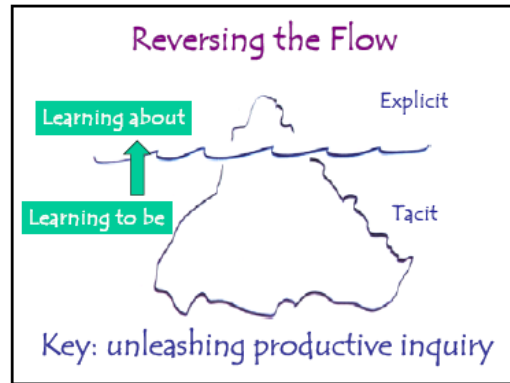 Reversing the Flow
Explicit
Learning about
Learning to be
Tacit
Key: unleashing productive inquiry